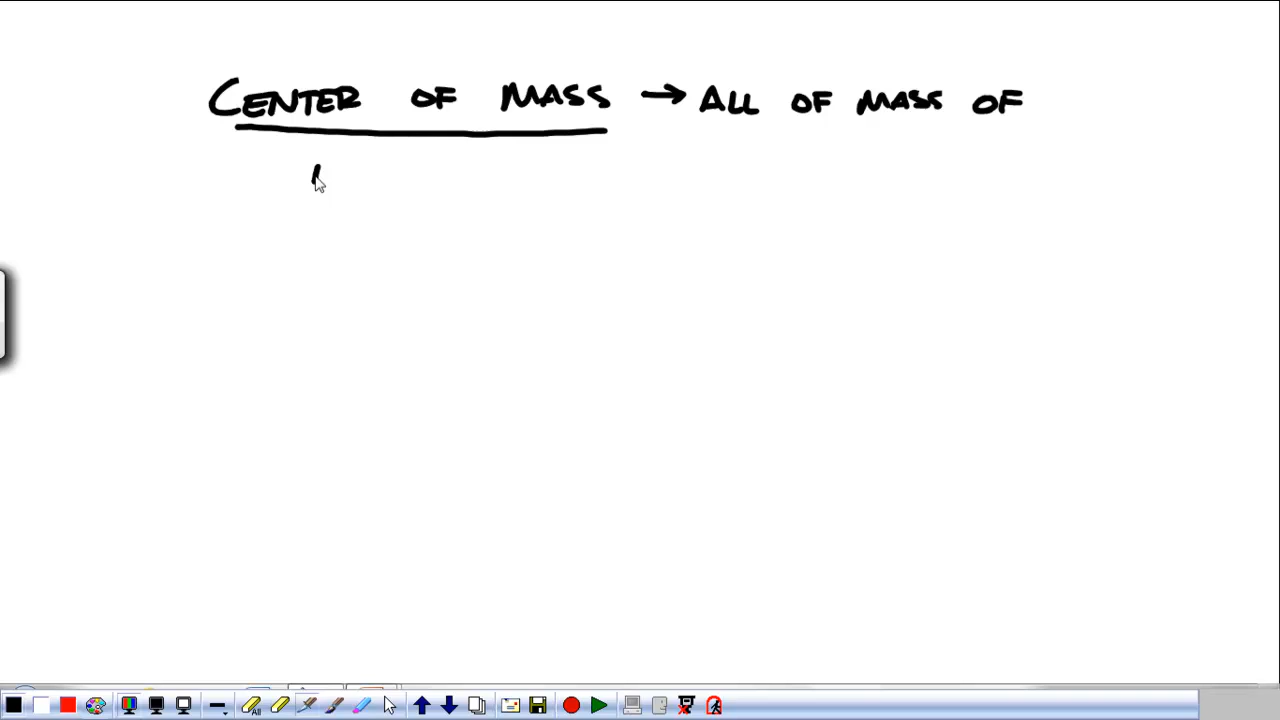 CENTER OF MASS → ALL OF MASS OF